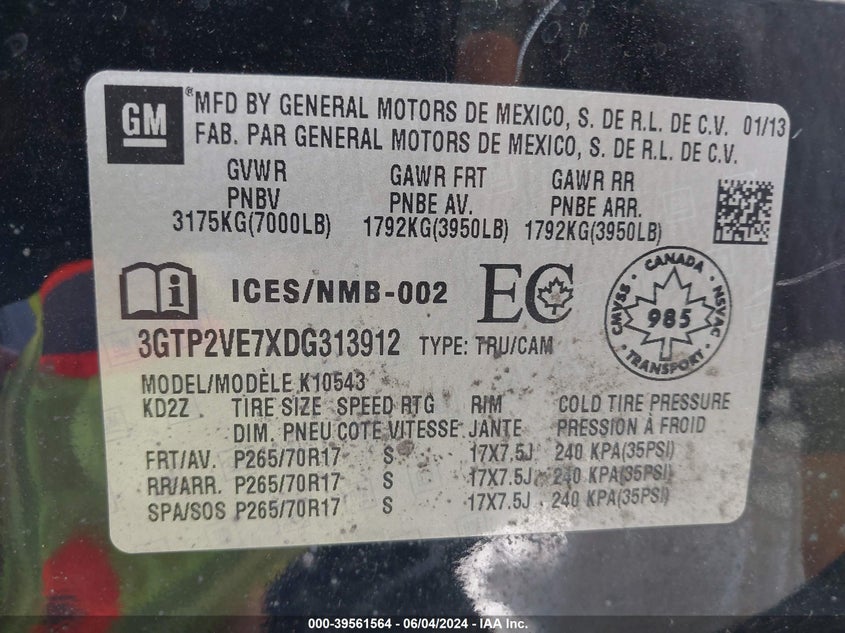 GM
® MFD BY GENERAL MOTORS DE MEXICO, S. DE R.L. DE C.V. 01/13
FAB. PAR GENERAL MOTORS DE MEXICO, S. DE R.L. DE C.V.
GVWR GAWR FRT GAWR RR
PNBV PNBE AV. PNBE ARR.
3175KG(7000LB) 1792KG(3950LB) 1792KG(3950LB)
i ICES/NMB-002 EC
CANADA
CMVSS 985 NSVAC
3GTP2VE7XDG313912 TYPE: TRU/CAM
MODEL/MODÈLE K10543
KD2Z TIRE SIZE SPEED RTG RIM COLD TIRE PRESSURE
DIM. PNEU COTE VITESSE JANTE PRESSION À FROID
FRT/AV. P265/70R17 S 17X7.5J 240 KPA(35PSI)
RR/ARR. P265/70R17 S 17X7.5J 240 KPA(35PSI)
SPA/SOS P265/70R17 S 17X7.5J 240 KPA(35PSI)
000-39561564 / 06/04/2024 - IAA Inc.